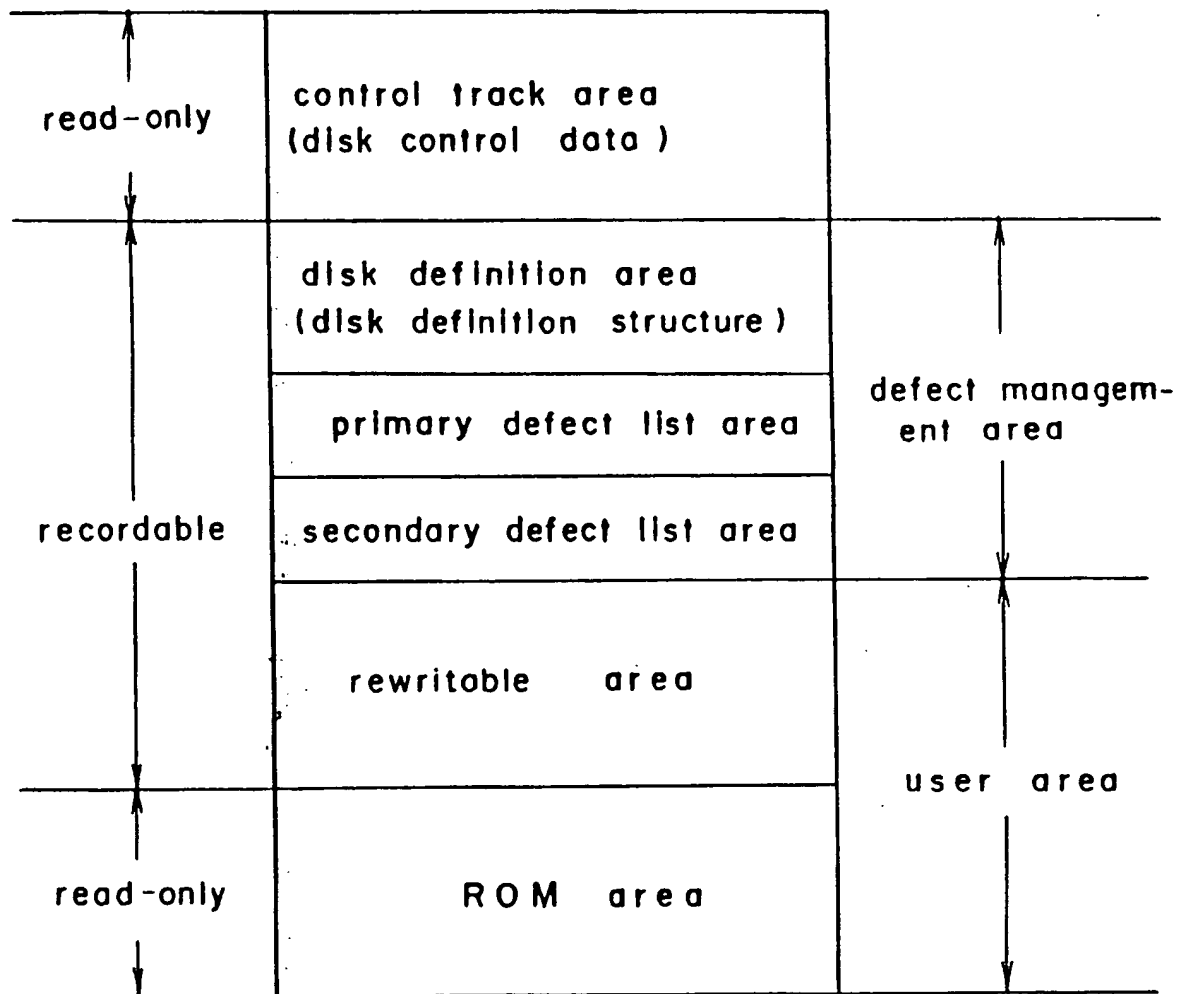 read-only
control track area
(disk control data)
disk definition area
(disk definition structure)
primary defect list area
defect managem-
ent area
recordable
secondary defect list area
rewritable area
user area
read-only
ROM area